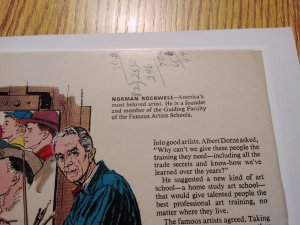 NORMAN ROCKWELL—America's
most beloved artist. He is a founder
and member of the Guiding Faculty
of the Famous Artists Schools.
into good artists. Albert Dorne asked,
"Why can't we give these people the
training they need—including all the
trade secrets and know-how we've
learned over the years?"
He suggested a new kind of art
school—a home study art school—
that would give talented people the
best professional art training, no
matter where they live.
The famous artists agreed. Taking